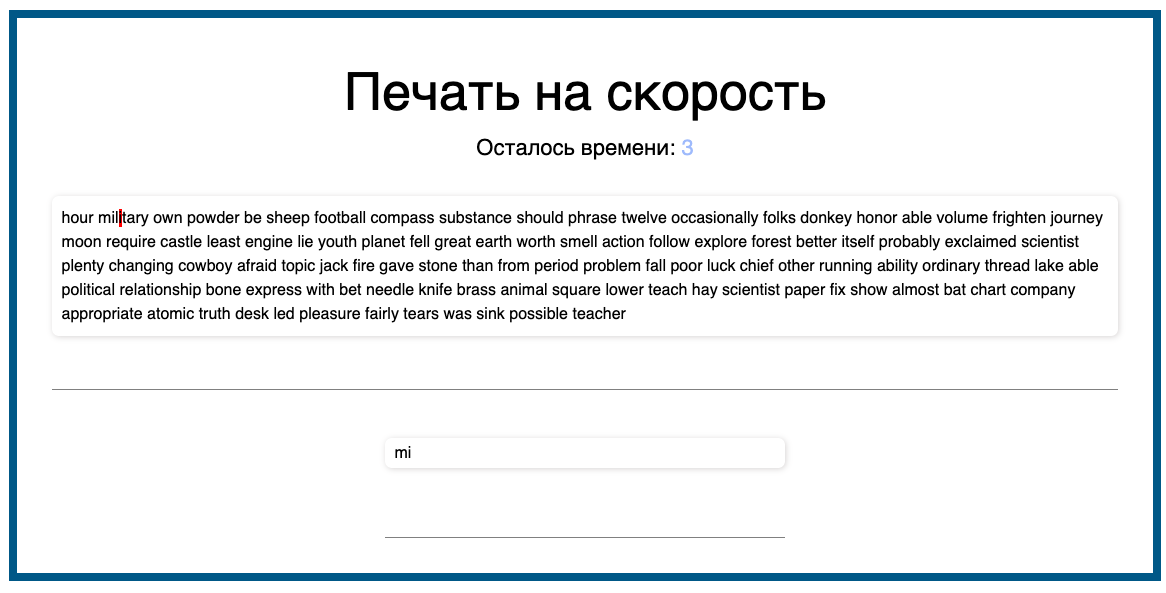 Печать на скорость
Осталось времени: 3
hour military own powder be sheep football compass substance should phrase twelve occasionally folks donkey honor able volume frighten journey
moon require castle least engine lie youth planet fell great earth worth smell action follow explore forest better itself probably exclaimed scientist
plenty changing cowboy afraid topic jack fire gave stone than from period problem fall poor luck chief other running ability ordinary thread lake able
political relationship bone express with bet needle knife brass animal square lower teach hay scientist paper fix show almost bat chart company
appropriate atomic truth desk led pleasure fairly tears was sink possible teacher
mi